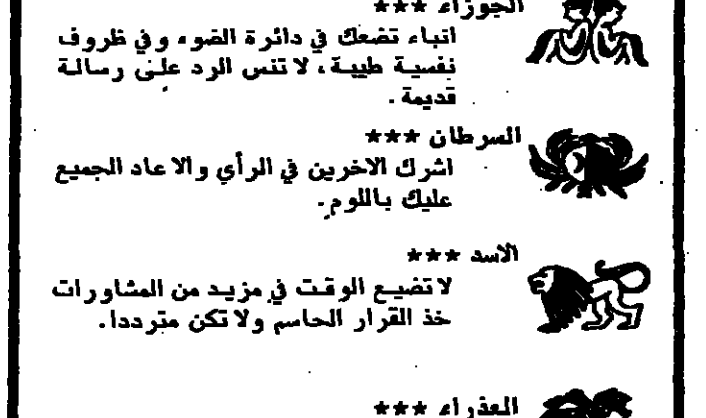 الجوزاء ★★★
انباء تضعك في دائرة الضوء وفي ظروف
نفسية طيبة، لا تنس الرد على رسالة
قديمة.
السرطان ★★★
اشرك الاخرين في الرأي والا عاد الجميع
عليك باللوم.
الاسد ★★★
لا تضيع الوقت في مزيد من المشاورات
خذ القرار الحاسم ولا تكن مترددا.
العذراء ★★★